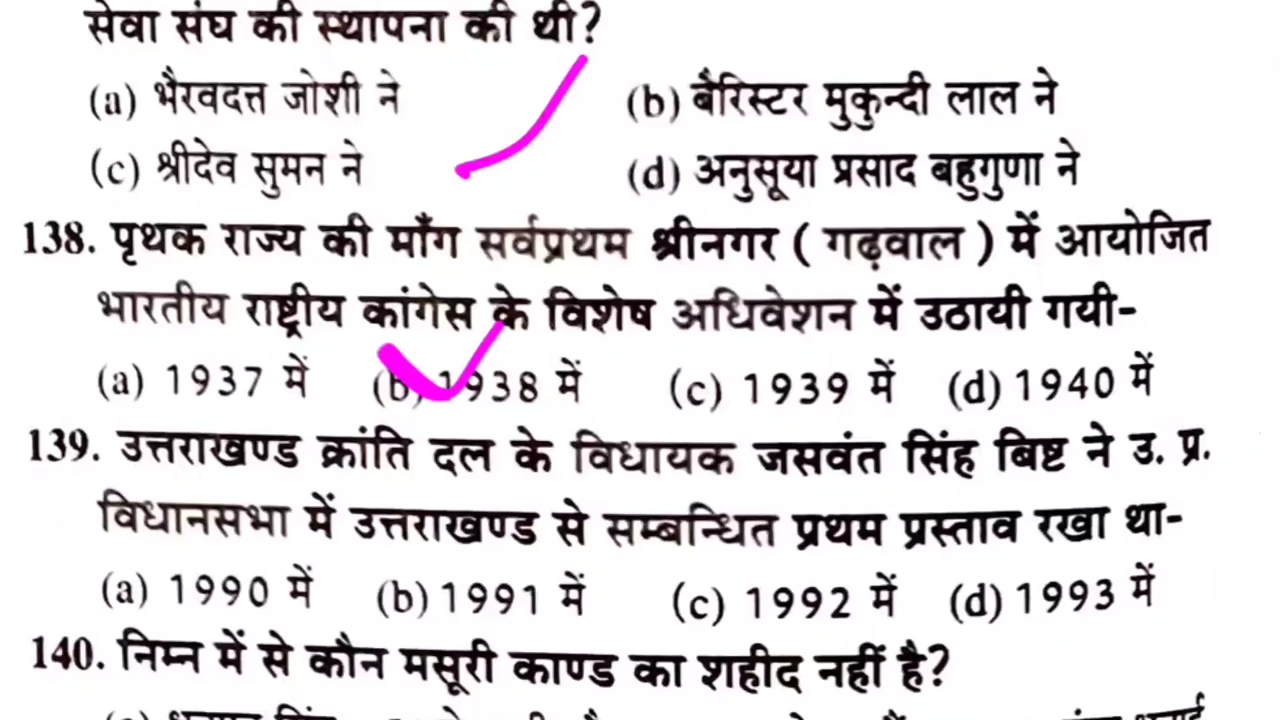 सेवा संघ की स्थापना की थी?
(a) भैरवदत्त जोशी ने (b) बैरिस्टर मुकुन्दी लाल ने
(c) श्रीदेव सुमन ने (d) अनुसूया प्रसाद बहुगुणा ने
138. पृथक राज्य की माँग सर्वप्रथम श्रीनगर ( गढ़वाल ) में आयोजित
भारतीय राष्ट्रीय कांगेस के विशेष अधिवेशन में उठायी गयी-
(a) 1937 में (b) 1938 में (c) 1939 में (d) 1940 में
139. उत्तराखण्ड क्रांति दल के विधायक जसवंत सिंह बिष्ट ने उ. प्र.
विधानसभा में उत्तराखण्ड से सम्बन्धित प्रथम प्रस्ताव रखा था-
(a) 1990 में (b) 1991 में (c) 1992 में (d) 1993 में
140. निम्न में से कौन मसूरी काण्ड का शहीद नहीं है?